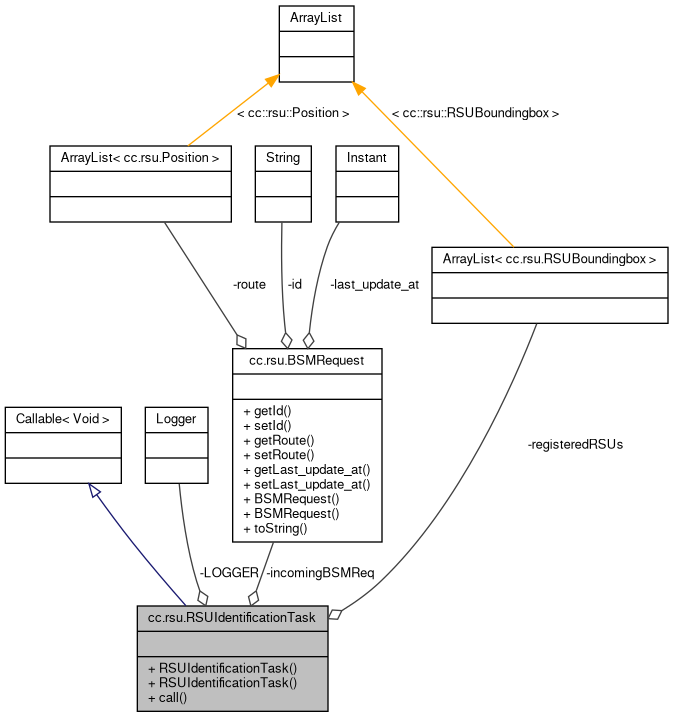 ArrayList
< cc::rsu::Position >
< cc::rsu::RSUBoundingbox >
ArrayList< cc.rsu.Position >
String
Instant
ArrayList< cc.rsu.RSUBoundingbox >
-route
-id
-last_update_at
cc.rsu.BSMRequest
+ getId()
+ setId()
+ getRoute()
+ setRoute()
+ getLast_update_at()
+ setLast_update_at()
+ BSMRequest()
+ BSMRequest()
+ toString()
Callable< Void >
Logger
-registeredRSUs
-LOGGER
-incomingBSMReq
cc.rsu.RSUIdentificationTask
+ RSUIdentificationTask()
+ RSUIdentificationTask()
+ call()